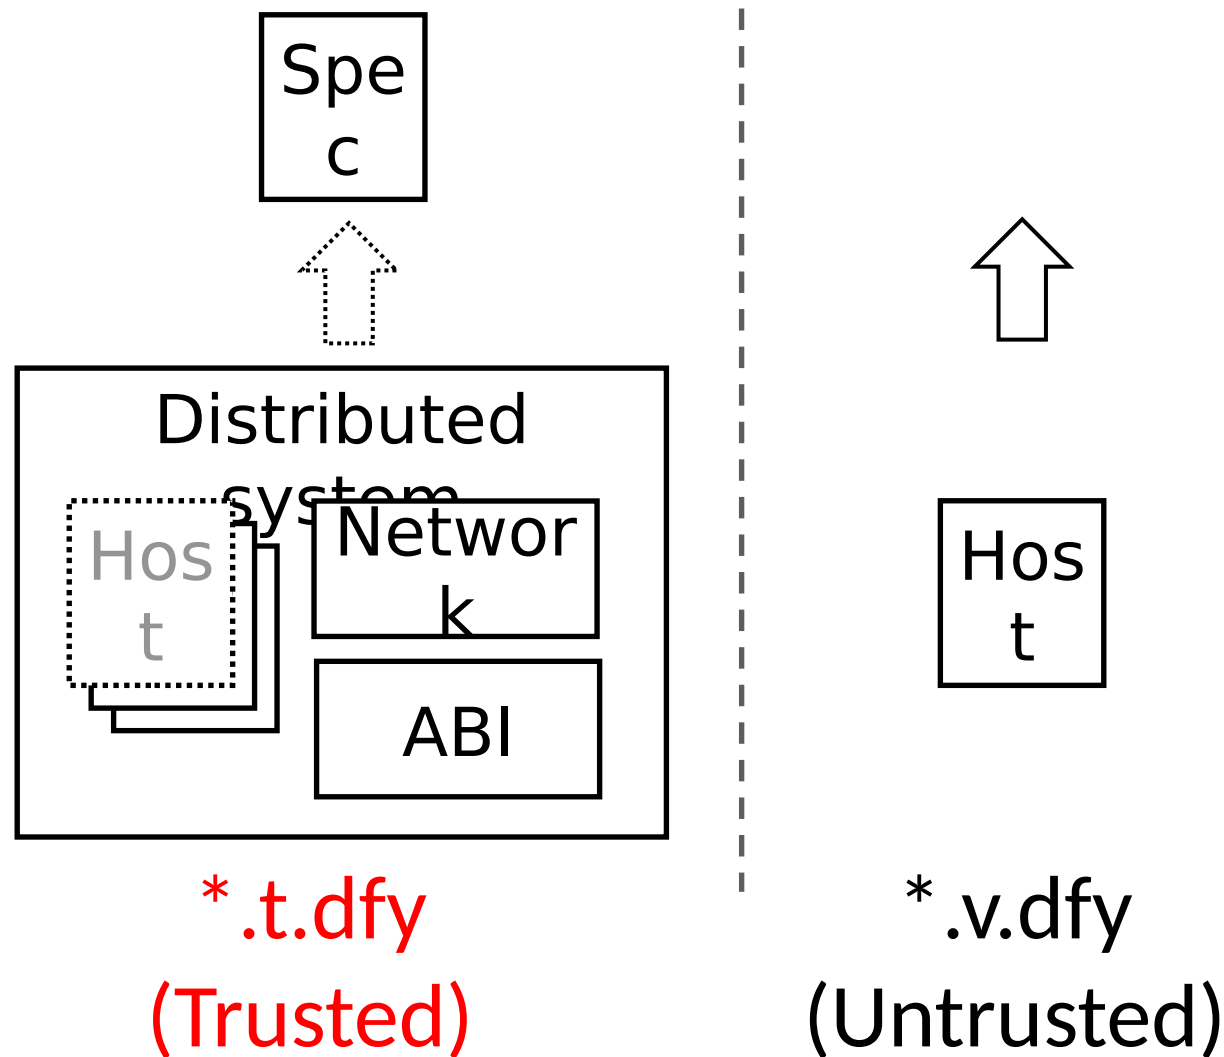 Spe
c
Distributed
system
Hos
t
Networ
k
ABI
Hos
t
*.t.dfy
(Trusted)
*.v.dfy
(Untrusted)